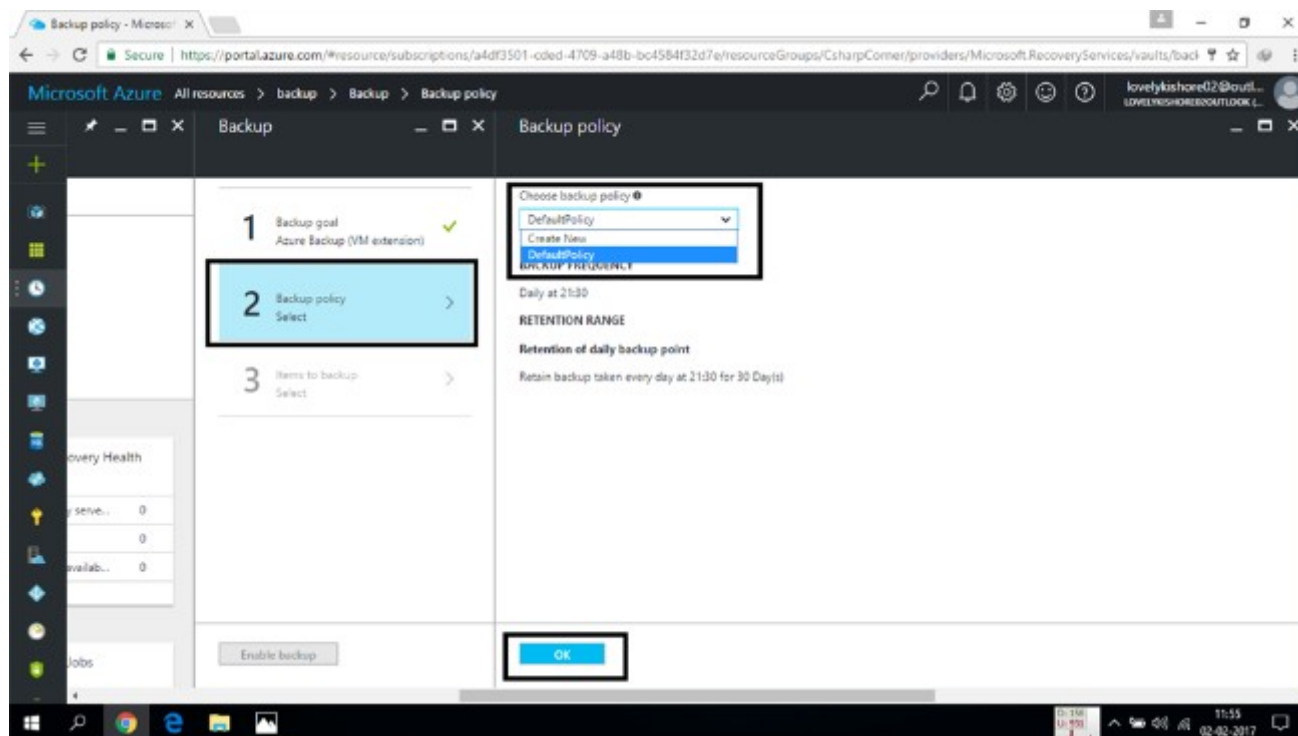 Backup policy - Microsof
Secure | https://portal.azure.com/#resource/subscriptions/a4df3501-cded-4709-a48b-bc4584f32d7e/resourceGroups/CsharpCorner/providers/Microsoft.RecoveryServices/vaults/back
Microsoft Azure All resources > backup > Backup > Backup policy
lovelykishore02@outl...
LOVELYKISHORE02OUTLOOK (...
Backup
Backup policy
1
Backup goal
Azure Backup (VM extension)
2
Backup policy
Select
3
Items to backup
Select
Choose backup policy
DefaultPolicy
Create New
DefaultPolicy
BACKUP FREQUENCY
Daily at 21:30
RETENTION RANGE
Retention of daily backup point
Retain backup taken every day at 21:30 for 30 Day(s)
overy Health
y serve... 0
0
availab... 0
Jobs
Enable backup
OK
11:55
02-02-2017